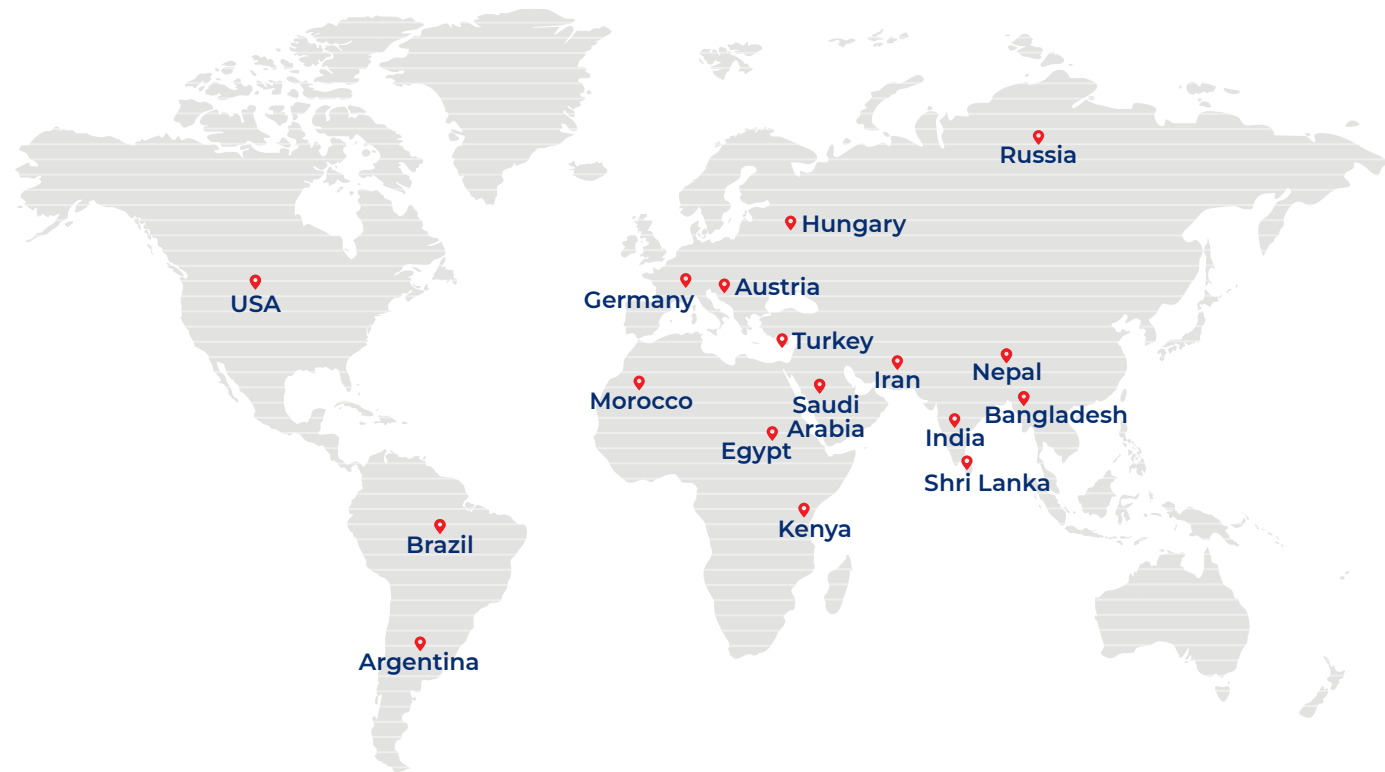 Russia
Hungary
USA
Germany
Austria
Turkey
Iran
Nepal
Morocco
Saudi
Arabia
Bangladesh
India
Egypt
Shri Lanka
Kenya
Brazil
Argentina